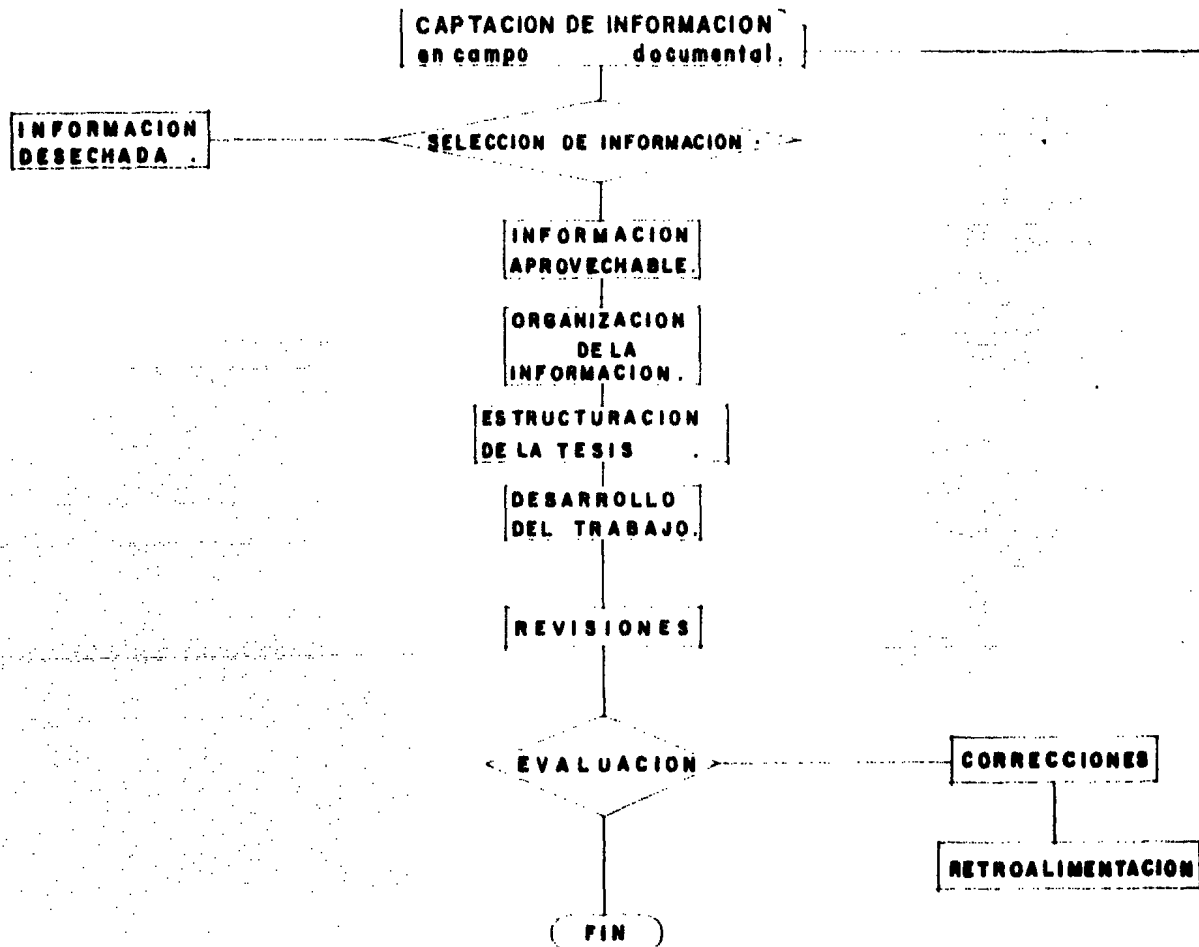 CAPTACION DE INFORMACION
en campo documental.
INFORMACION
DESECHADA .
SELECCION DE INFORMACION .
INFORMACION
APROVECHABLE.
ORGANIZACION
DE LA
INFORMACION .
ESTRUCTURACION
DE LA TESIS .
DESARROLLO
DEL TRABAJO.
REVISIONES
EVALUACION
CORRECCIONES
RETROALIMENTACION
FIN